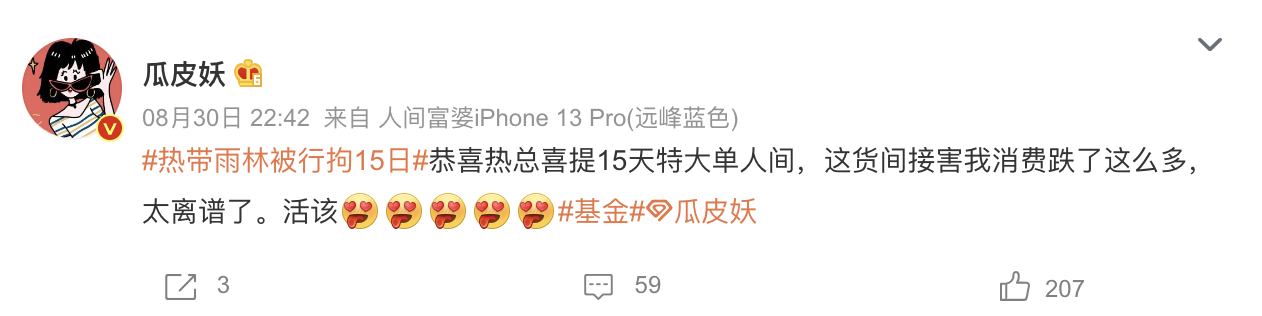 瓜皮妖
08月30日 22:42 来自 人间富婆iPhone 13 Pro(远峰蓝色)
#热带雨林被行拘15日#恭喜热总喜提15天特大单人间，这货间接害我消费跌了这么多，
太离谱了。活该#基金#瓜皮妖
3 59 207